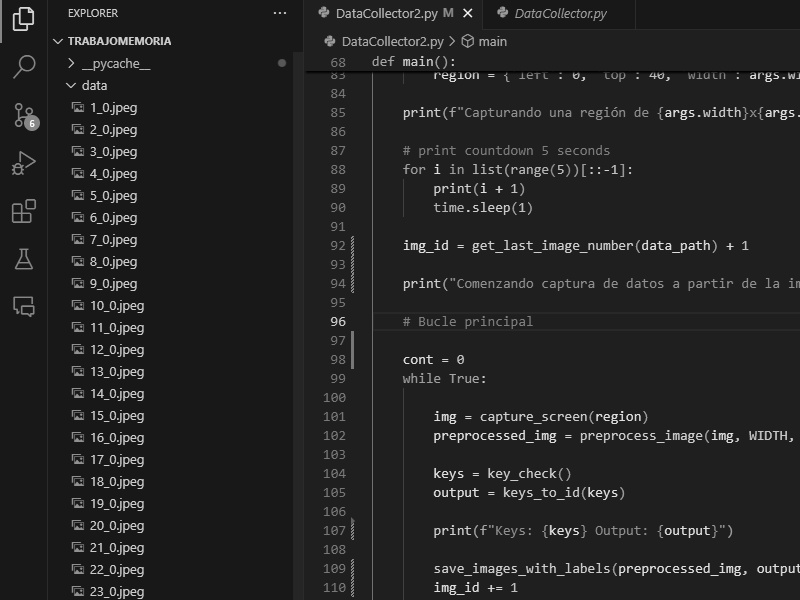 EXPLORER
TRABAJOMEMORIA
__pycache__
data
1_0.jpeg
2_0.jpeg
3_0.jpeg
4_0.jpeg
5_0.jpeg
6_0.jpeg
7_0.jpeg
8_0.jpeg
9_0.jpeg
10_0.jpeg
11_0.jpeg
12_0.jpeg
13_0.jpeg
14_0.jpeg
15_0.jpeg
16_0.jpeg
17_0.jpeg
18_0.jpeg
19_0.jpeg
20_0.jpeg
21_0.jpeg
22_0.jpeg
23_0.jpeg
6
DataCollector2.py M DataCollector.py
DataCollector2.py > main
68 def main():
83 region = { left : 0, top : 40, width : args.wi
84
85 print(f"Capturando una región de {args.width}x{args.
86
87 # print countdown 5 seconds
88 for i in list(range(5))[::-1]:
89 print(i + 1)
90 time.sleep(1)
91
92 img_id = get_last_image_number(data_path) + 1
93
94 print("Comenzando captura de datos a partir de la im
95
96 # Bucle principal
97
98 cont = 0
99 while True:
100
101 img = capture_screen(region)
102 preprocessed_img = preprocess_image(img, WIDTH,
103
104 keys = key_check()
105 output = keys_to_id(keys)
106
107 print(f"Keys: {keys} Output: {output}")
108
109 save_images_with_labels(preprocessed_img, output
110 img_id += 1